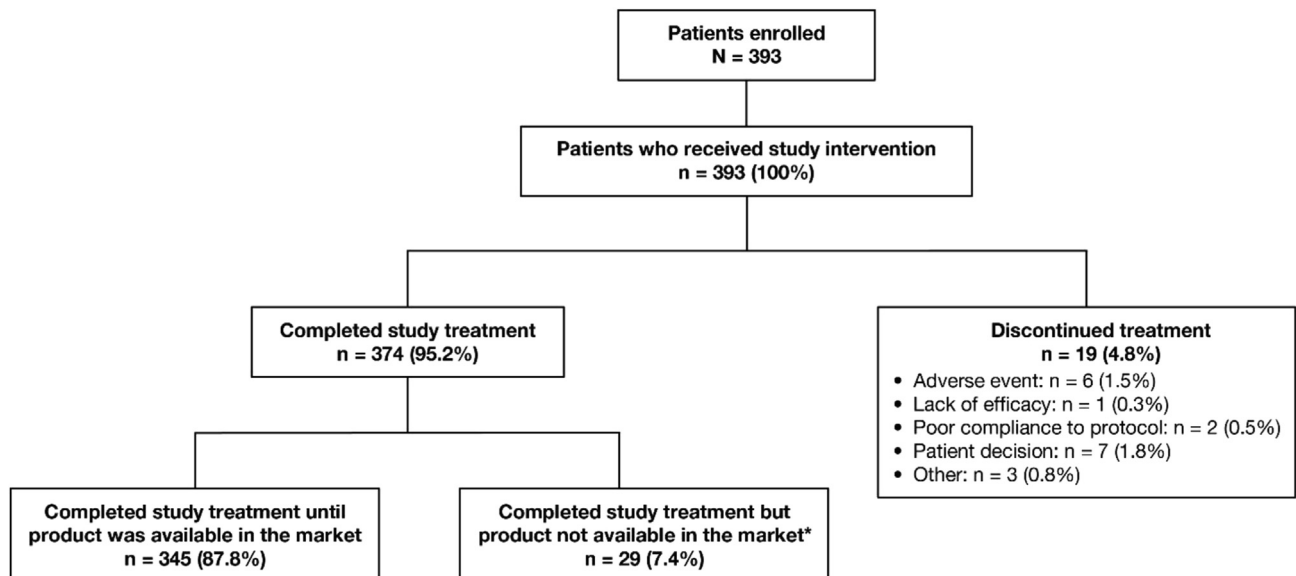 Patients enrolled
N = 393
Patients who received study intervention
n = 393 (100%)
Completed study treatment
n = 374 (95.2%)
Discontinued treatment
n = 19 (4.8%)
• Adverse event: n = 6 (1.5%)
• Lack of efficacy: n = 1 (0.3%)
• Poor compliance to protocol: n = 2 (0.5%)
• Patient decision: n = 7 (1.8%)
• Other: n = 3 (0.8%)
Completed study treatment until
product was available in the market
n = 345 (87.8%)
Completed study treatment but
product not available in the market*
n = 29 (7.4%)